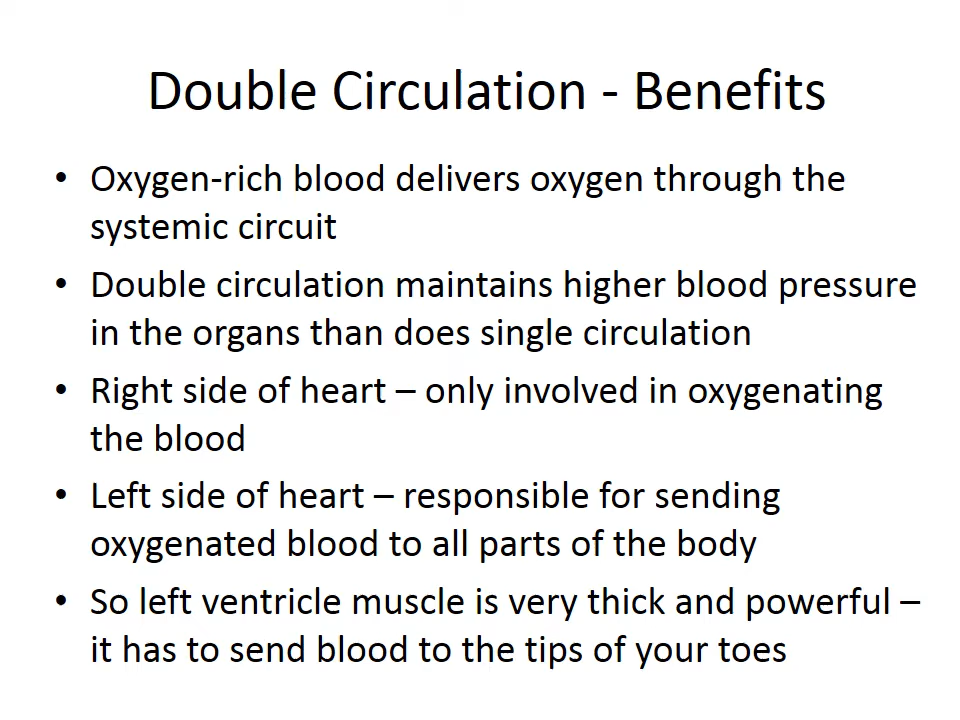 Double Circulation - Benefits
• Oxygen-rich blood delivers oxygen through the
systemic circuit
• Double circulation maintains higher blood pressure
in the organs than does single circulation
• Right side of heart – only involved in oxygenating
the blood
• Left side of heart – responsible for sending
oxygenated blood to all parts of the body
• So left ventricle muscle is very thick and powerful –
it has to send blood to the tips of your toes